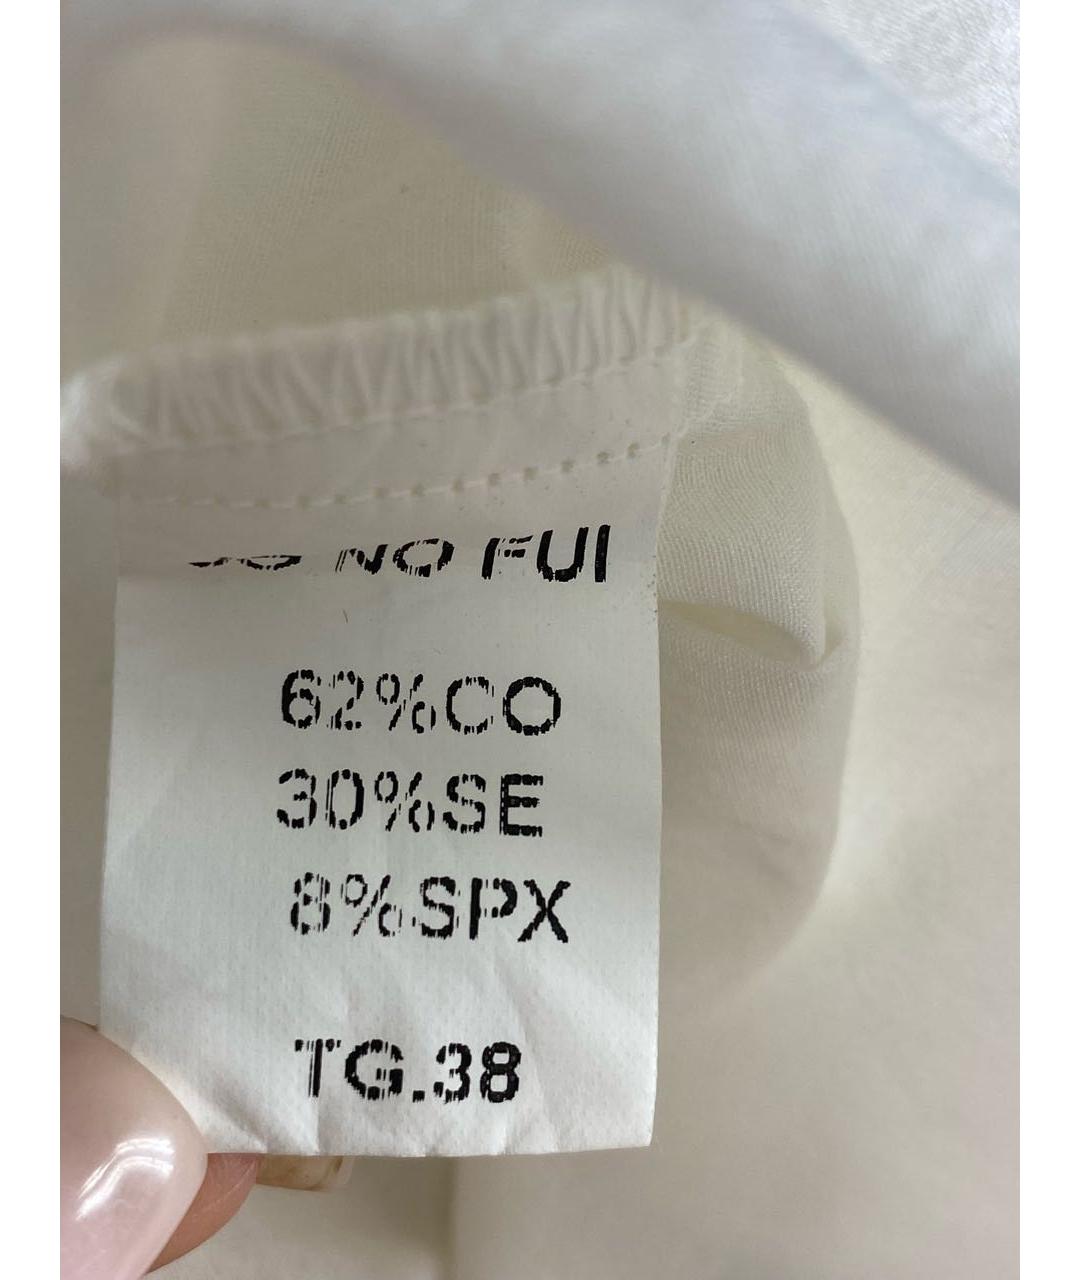 NO FUI
62%CO
30%SE
8%SPX
TG.38